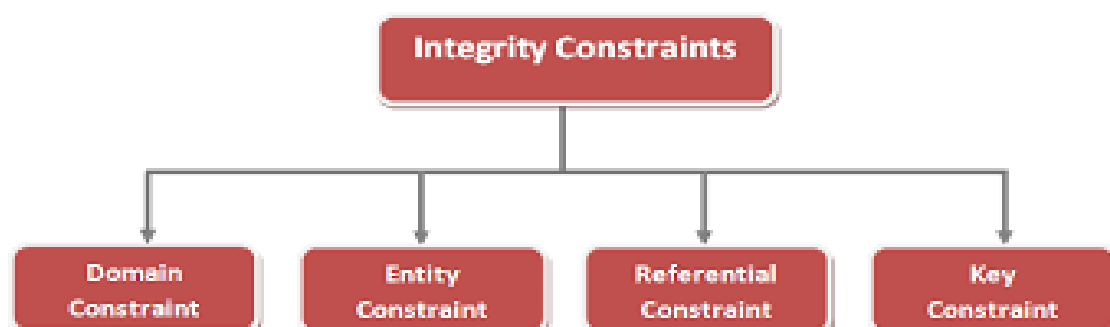 Integrity Constraints
Domain
Constraint
Entity
Constraint
Referential
Constraint
Key
Constraint